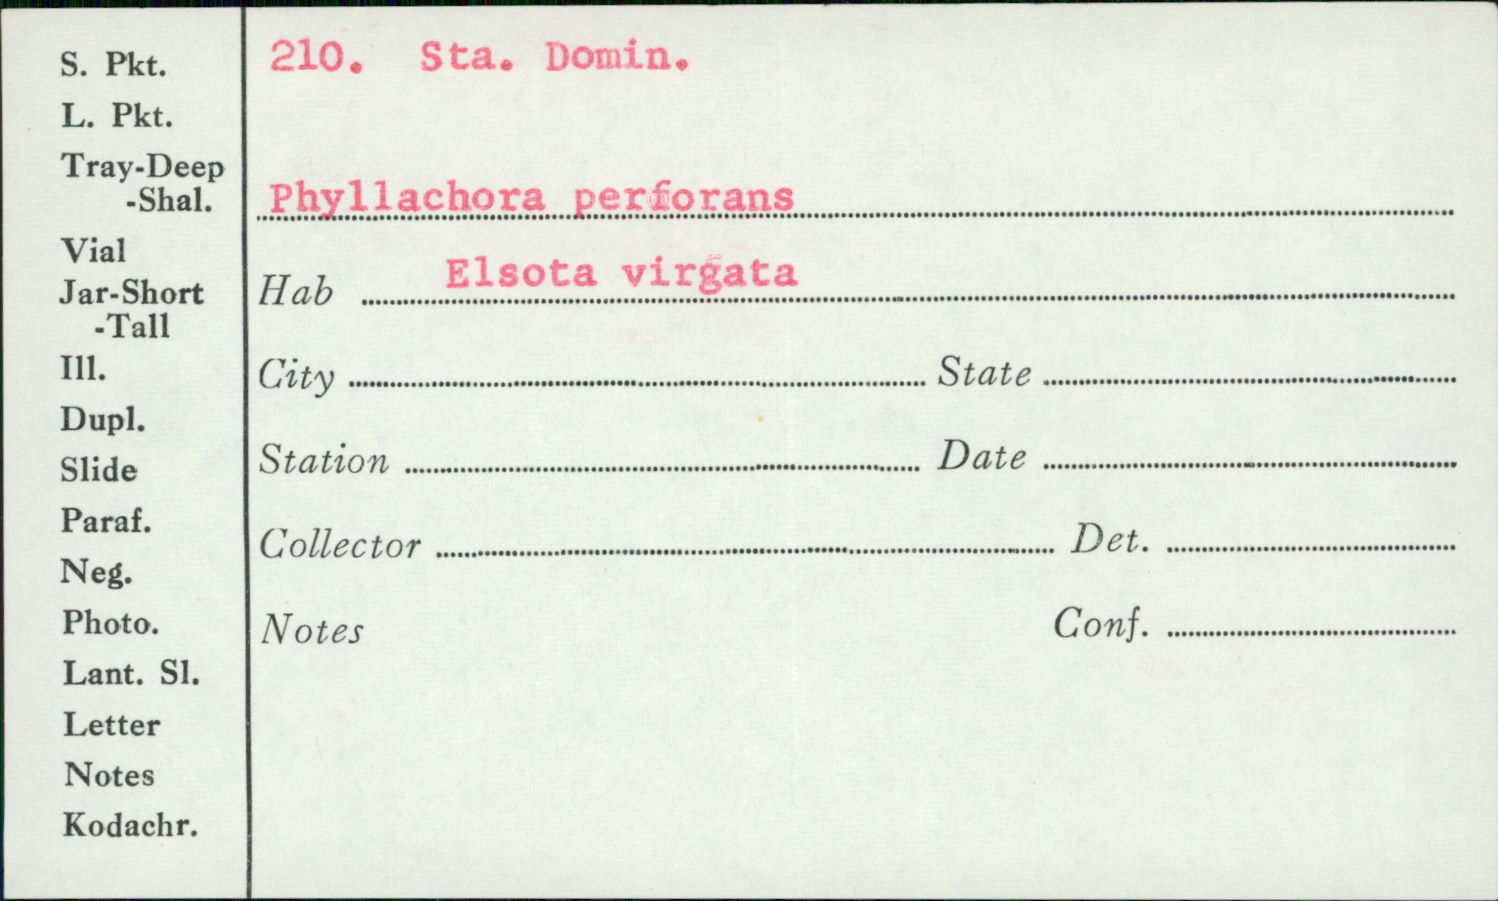 S. Pkt.
L. Pkt.
Tray-Deep
-Shal.
Vial
Jar-Short
-Tall
Ill.
Dupl.
Slide
Paraf.
Neg.
Photo.
Lant. Sl.
Letter
Notes
Kodachr.
210. Sta. Domin.
Phyllachora perforans
Hab Elsota virgata
City State
Station Date
Collector Det.
Notes Conf.